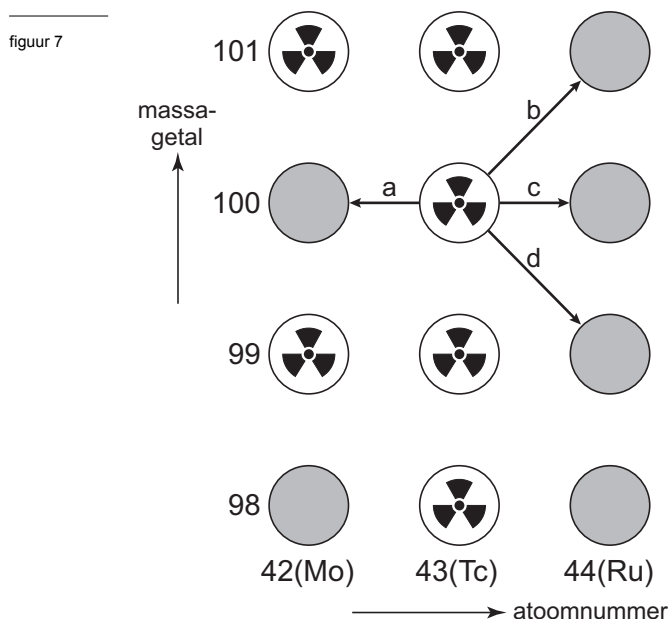 figuur 7
101
massa-
getal
b
100
a
c
d
99
98
42(Mo)
43(Tc)
44(Ru)
atoomnummer